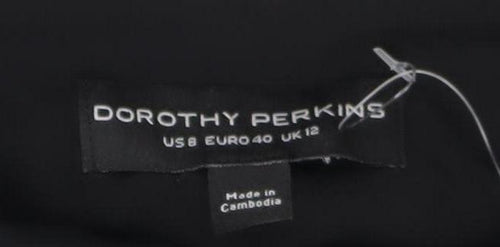 DOROTHY PERKINS
US 8 EURO 40 UK 12
Made in
Cambodia